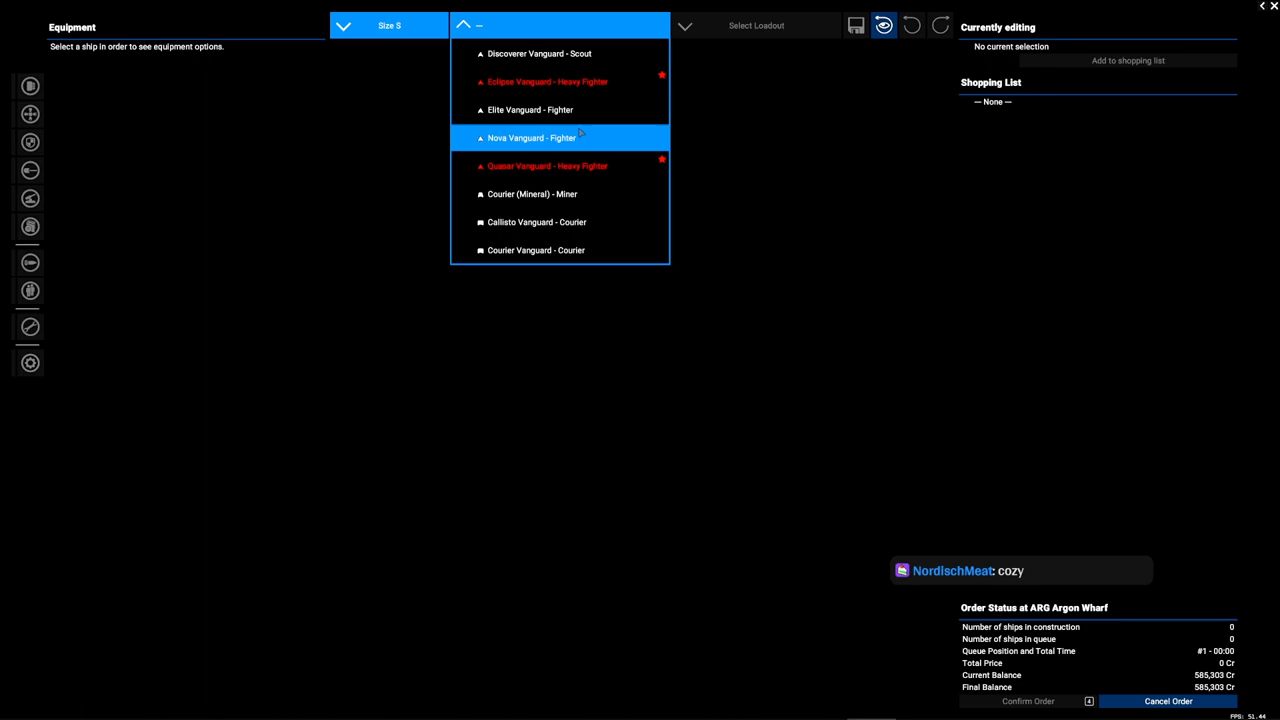 Equipment
Select a ship in order to see equipment options.
Size S
—
Select Loadout
Discoverer Vanguard - Scout
Eclipse Vanguard - Heavy Fighter
Elite Vanguard - Fighter
Nova Vanguard - Fighter
Quasar Vanguard - Heavy Fighter
Courier (Mineral) - Miner
Callisto Vanguard - Courier
Courier Vanguard - Courier
Currently editing
No current selection
Add to shopping list
Shopping List
— None —
NordischMeat: cozy
Order Status at ARG Argon Wharf
Number of ships in construction 0
Number of ships in queue 0
Queue Position and Total Time #1 - 00:00
Total Price 0 Cr
Current Balance 585,303 Cr
Final Balance 585,303 Cr
Confirm Order 4 Cancel Order
FPS: 51.44